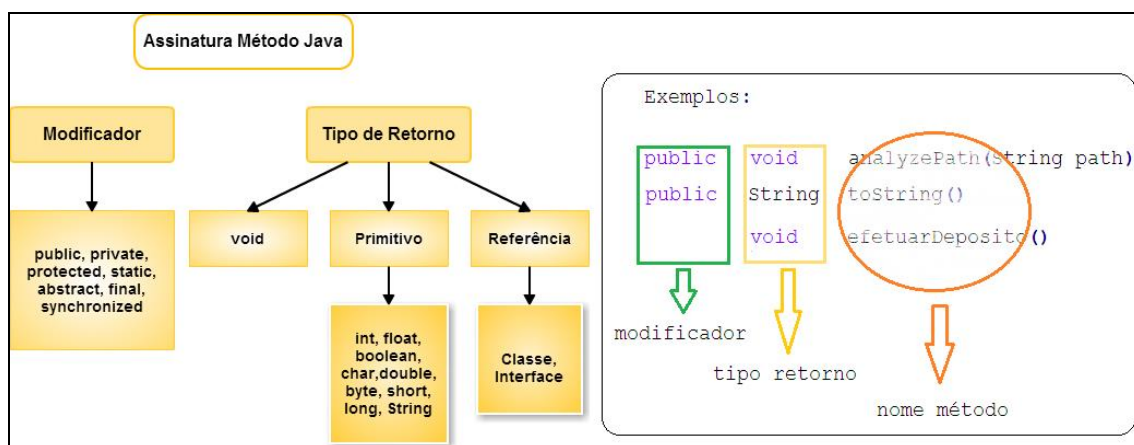 Assinatura Método Java
Modificador
public, private,
protected, static,
abstract, final,
synchronized
Tipo de Retorno
void
Primitivo
int, float,
boolean,
char,double,
byte, short,
long, String
Referência
Classe,
Interface
Exemplos:
public void analyzePath(String path)
public String toString()
void efetuarDeposito()
modificador
tipo retorno
nome método